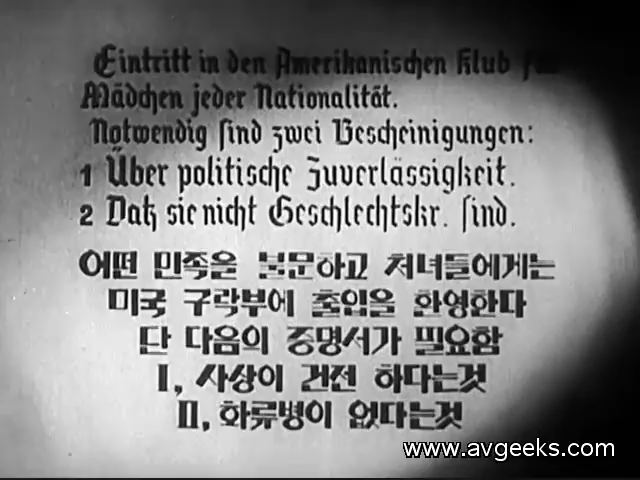 Eintritt in den Amerikanischen Klub für
Mädchen jeder Nationalität.
Notwendig sind zwei Bescheinigungen:
1 Über politische Zuverlässigkeit.
2 Datz sie nicht Geschlechtskr. sind.
어떤 민족을 불문하고 처녀들에게는
미국 구락부에 출입을 환영한다
단 다음의 증명서가 필요함
I, 사상이 건전 하다는것
II, 화류병이 없다는것
www.avgeeks.com